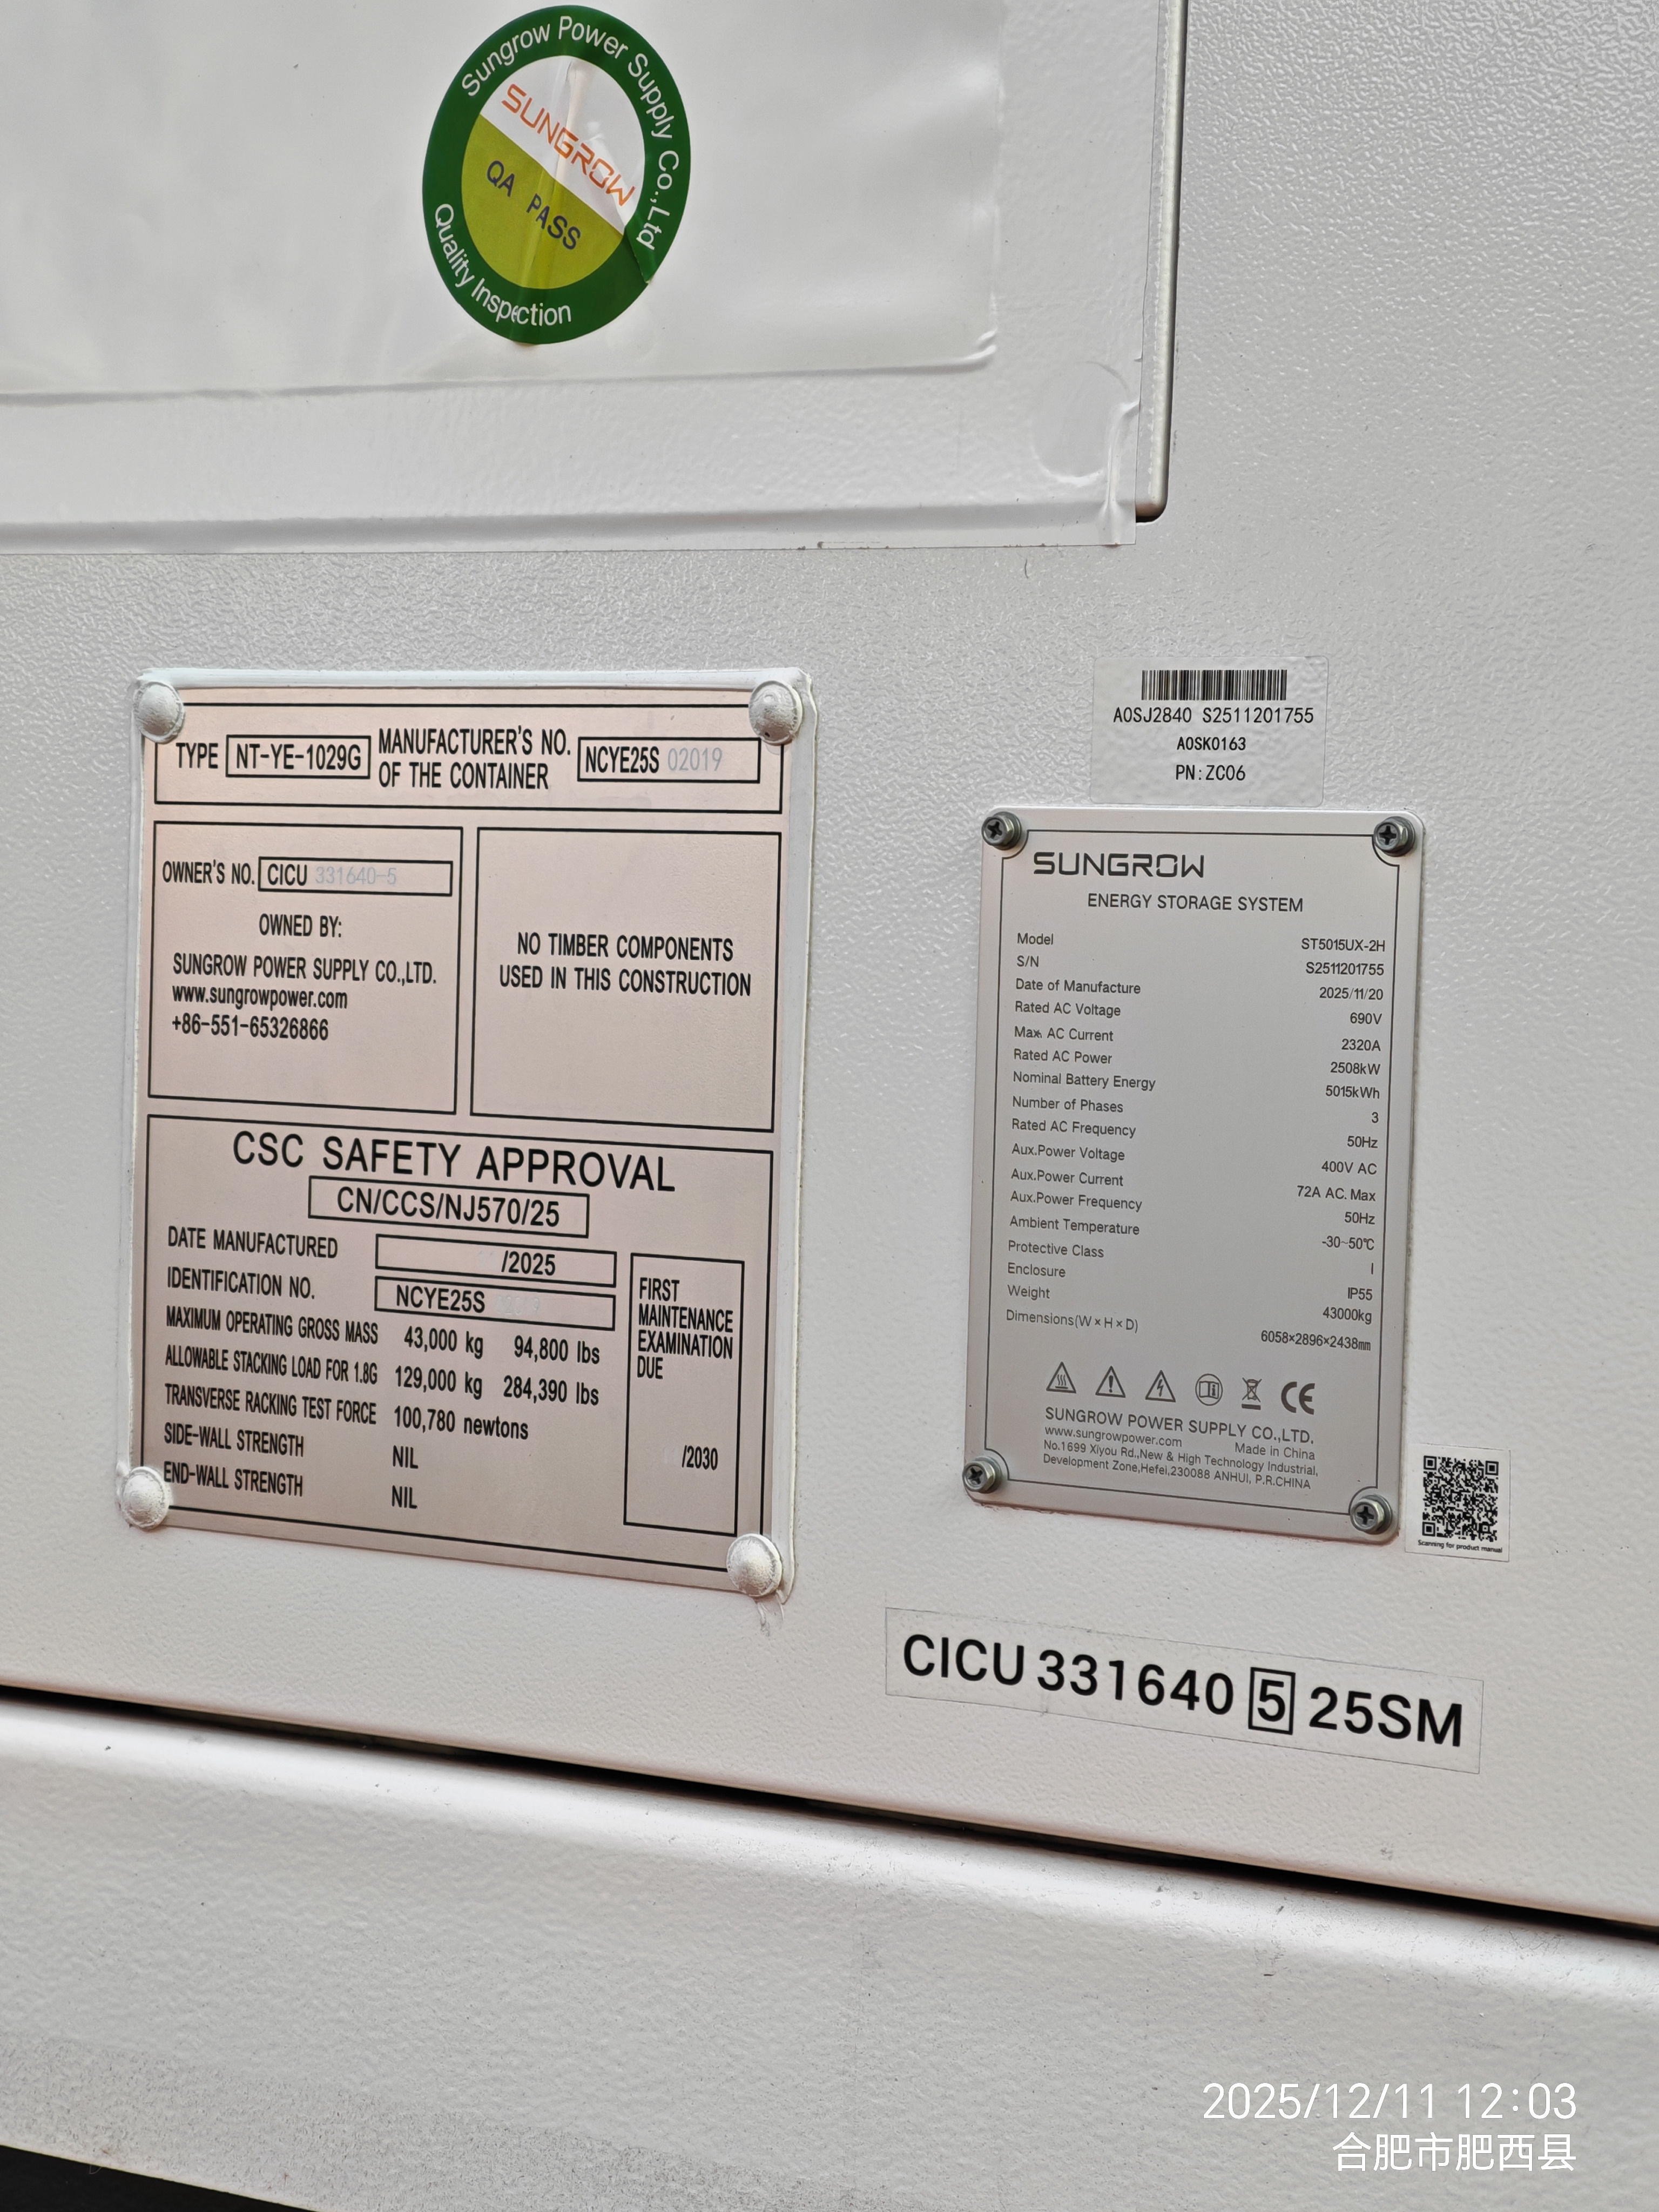 Sungrow Power Supply Co.,Ltd
SUNGROW
QA PASS
Quality Inspection
TYPE NT-YE-1029G MANUFACTURER'S NO. OF THE CONTAINER NCYE25S 02019
OWNER'S NO. CICU 331640-5
OWNED BY:
SUNGROW POWER SUPPLY CO.,LTD.
www.sungrowpower.com
+86-551-65326866
NO TIMBER COMPONENTS
USED IN THIS CONSTRUCTION
CSC SAFETY APPROVAL
CN/CCS/NJ570/25
DATE MANUFACTURED /2025
IDENTIFICATION NO. NCYE25S
MAXIMUM OPERATING GROSS MASS 43,000 kg 94,800 lbs
ALLOWABLE STACKING LOAD FOR 1.8G 129,000 kg 284,390 lbs
TRANSVERSE RACKING TEST FORCE 100,780 newtons
SIDE-WALL STRENGTH NIL
END-WALL STRENGTH NIL
FIRST
MAINTENANCE
EXAMINATION
DUE
/2030
A0SJ2840 S2511201755
A0SK0163
PN:ZC06
SUNGROW
ENERGY STORAGE SYSTEM
Model ST5015UX-2H
S/N S2511201755
Date of Manufacture 2025/11/20
Rated AC Voltage 690V
Max. AC Current 2320A
Rated AC Power 2508kW
Nominal Battery Energy 5015kWh
Number of Phases 3
Rated AC Frequency 50Hz
Aux.Power Voltage 400V AC
Aux.Power Current 72A AC. Max
Aux.Power Frequency 50Hz
Ambient Temperature -30~50℃
Protective Class I
Enclosure IP55
Weight 43000kg
Dimensions(W×H×D) 6058×2896×2438mm
CE
SUNGROW POWER SUPPLY CO.,LTD.
www.sungrowpower.com Made in China
No.1699 Xiyou Rd.,New & High Technology Industrial,
Development Zone,Hefei,230088 ANHUI, P.R.CHINA
Scanning for product manual
CICU 331640 5 25SM
2025/12/11 12:03
合肥市肥西县